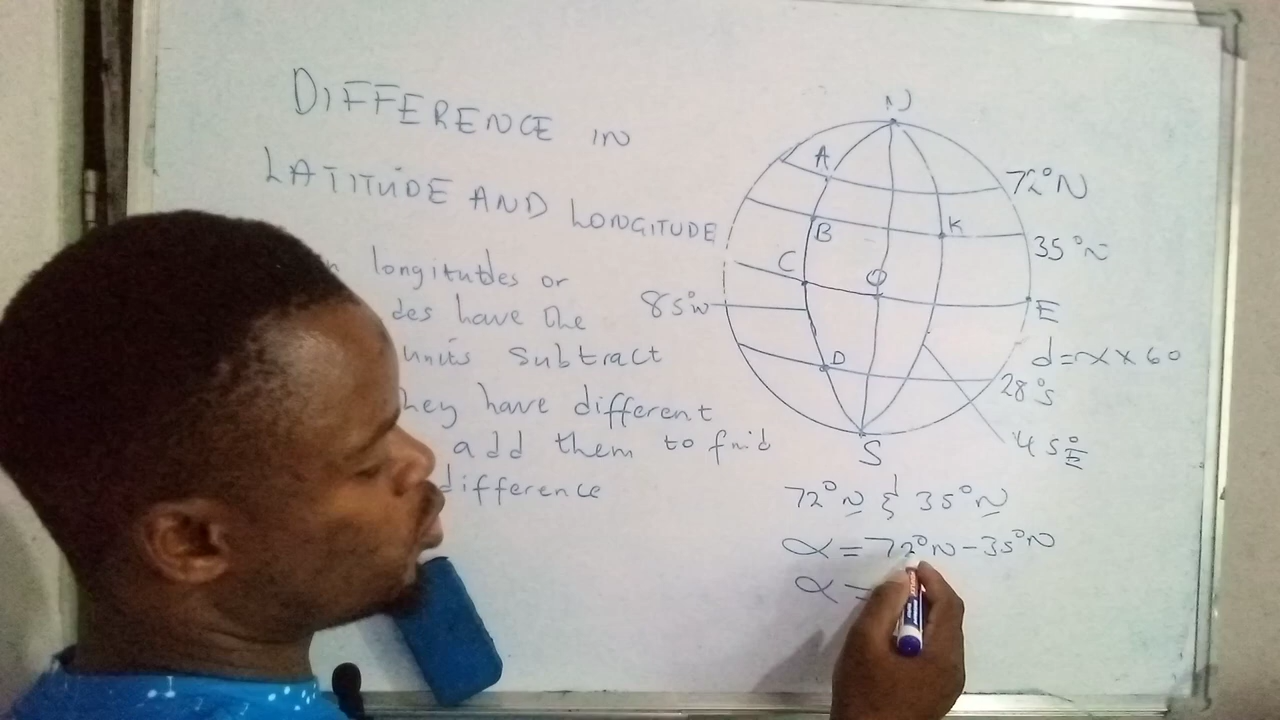 DIFFERENCE IN
LATITUDE AND LONGITUDE
longitudes or
des have the
units subtract
hey have different
add them to find
difference
N
A
72°N
B
K
35°N
C
O
85°W
E
D
d=α×60
28°S
45°E
S
72°N & 35°N
α=72°N-35°N
α=